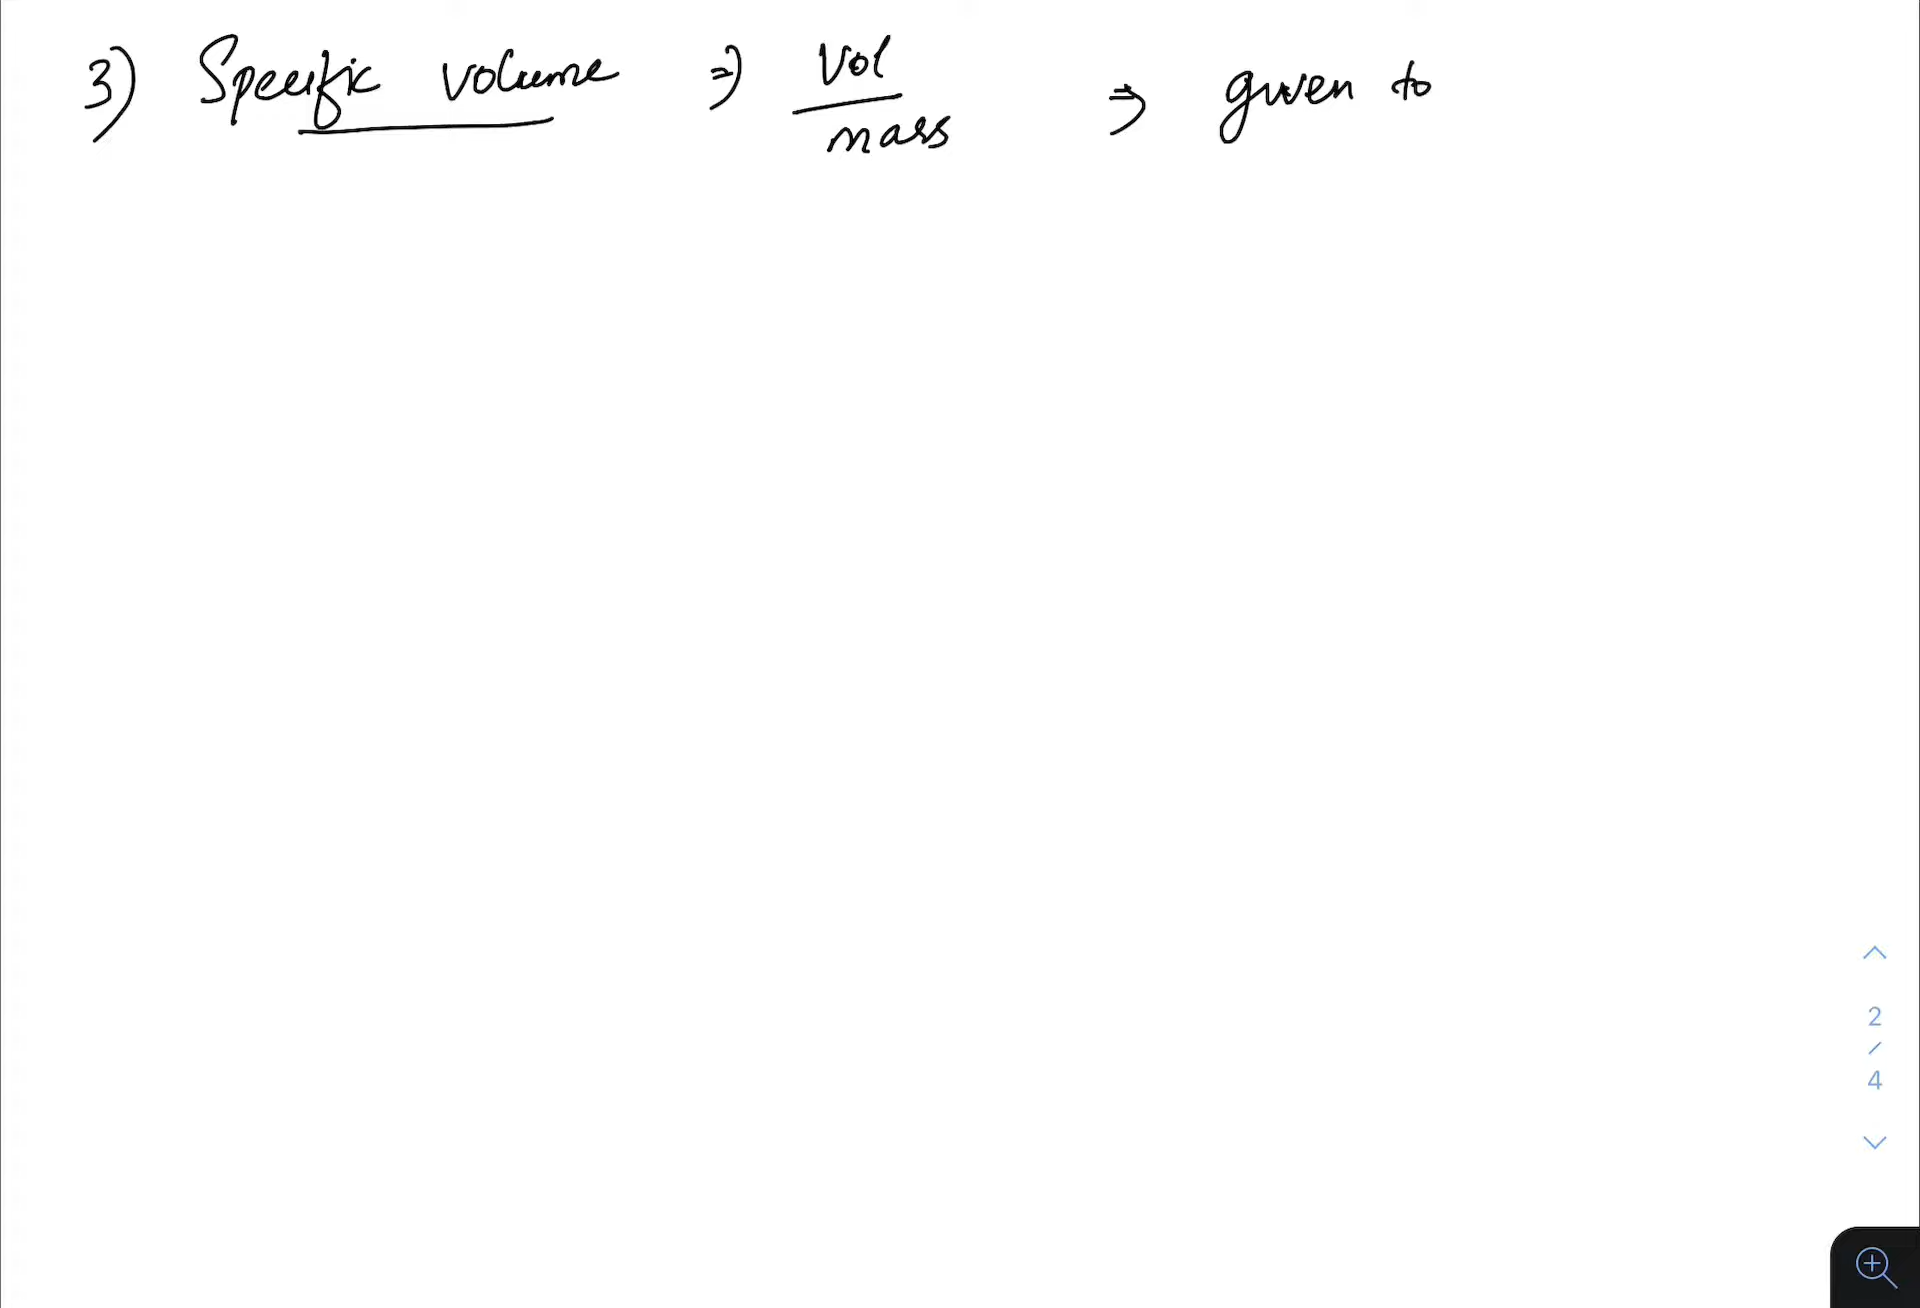 3) Specific volume ⇒ Vol / mass ⇒ given to
2
/
4